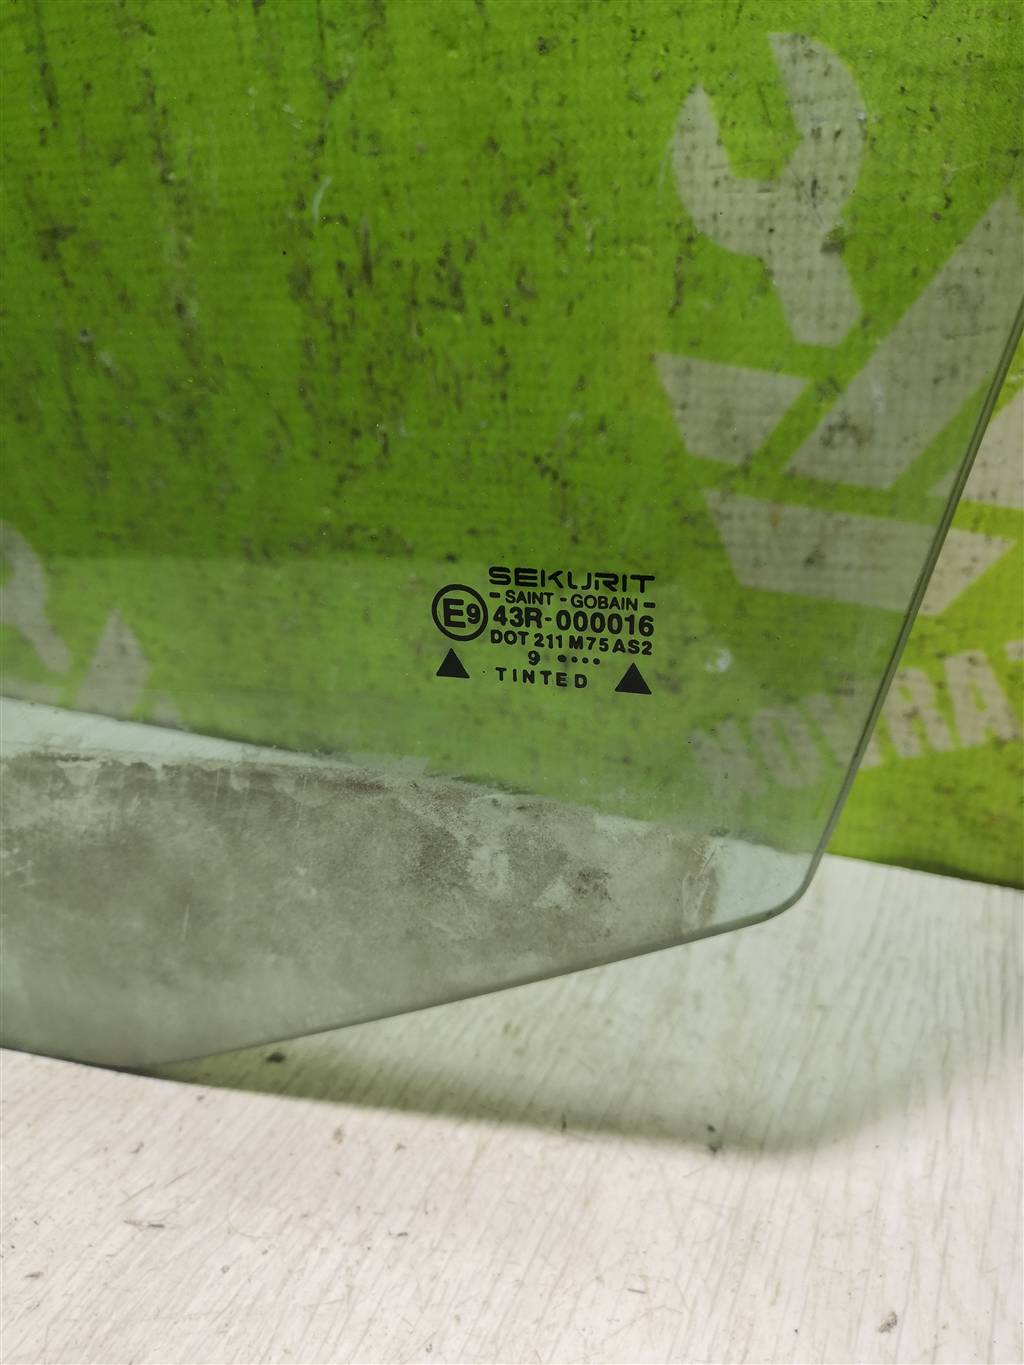 SEKURIT
- SAINT - GOBAIN -
E9 43R-000016
DOT 211 M75 AS2
9 ••••
TINTED